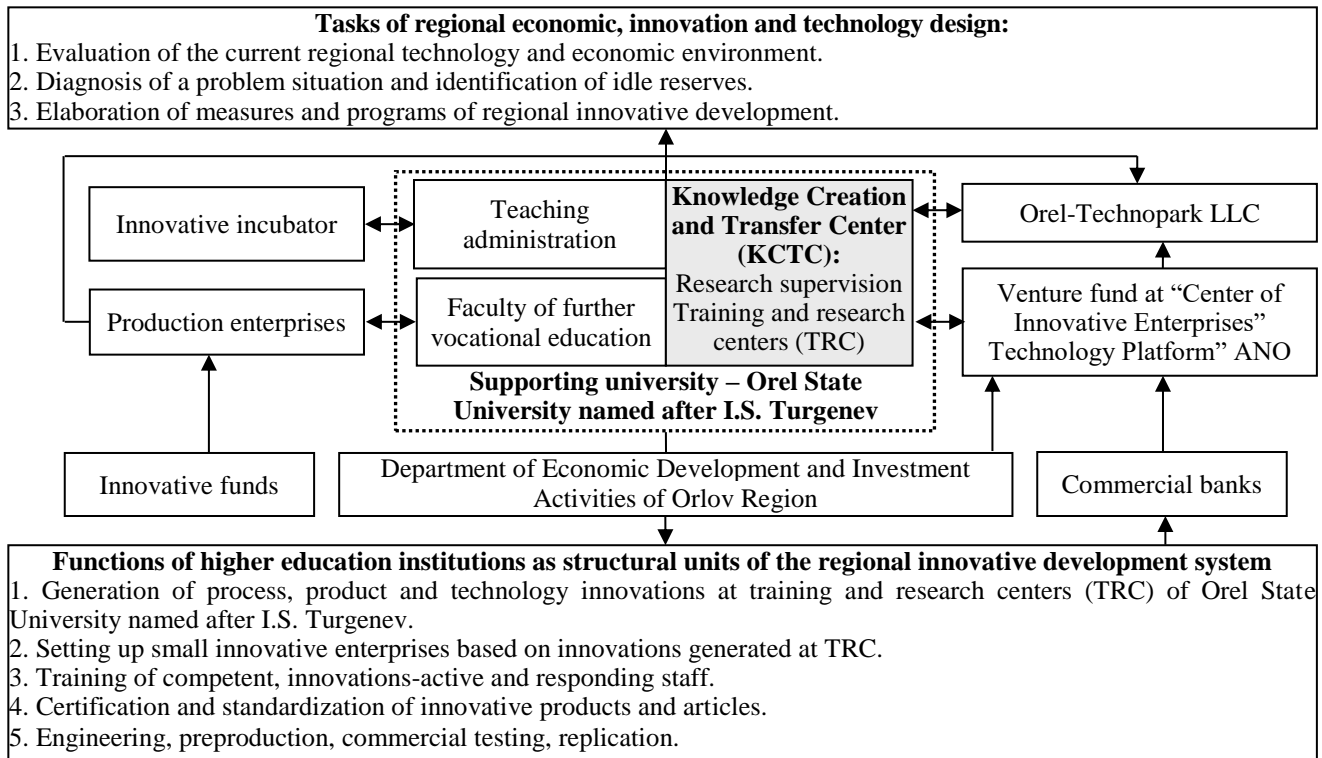 Tasks of regional economic, innovation and technology design:
1. Evaluation of the current regional technology and economic environment.
2. Diagnosis of a problem situation and identification of idle reserves.
3. Elaboration of measures and programs of regional innovative development.
Innovative incubator
Teaching
administration
Knowledge Creation
and Transfer Center
(KCTC):
Research supervision
Training and research
centers (TRC)
Orel-Technopark LLC
Production enterprises
Faculty of further
vocational education
Venture fund at “Center of
Innovative Enterprises”
Technology Platform” ANO
Supporting university – Orel State
University named after I.S. Turgenev
Innovative funds
Department of Economic Development and Investment
Activities of Orlov Region
Commercial banks
Functions of higher education institutions as structural units of the regional innovative development system
1. Generation of process, product and technology innovations at training and research centers (TRC) of Orel State
University named after I.S. Turgenev.
2. Setting up small innovative enterprises based on innovations generated at TRC.
3. Training of competent, innovations-active and responding staff.
4. Certification and standardization of innovative products and articles.
5. Engineering, preproduction, commercial testing, replication.